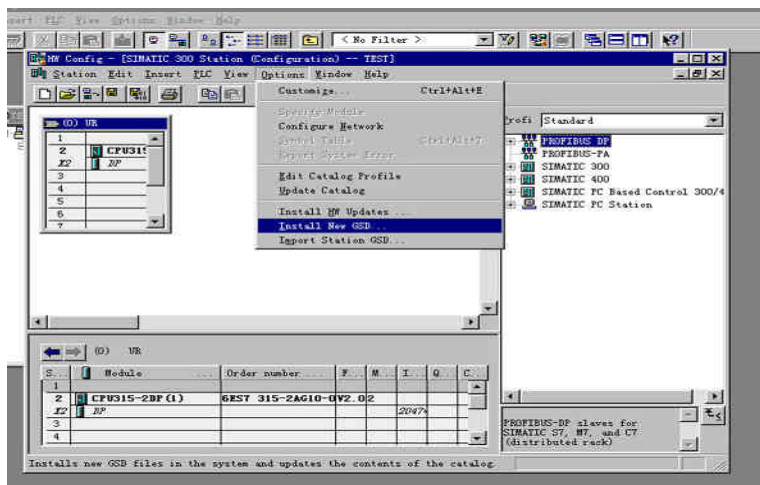 PLC View Options Window Help
< No Filter >
HW Config - [SIMATIC 300 Station (Configuration) -- TEST]
Station Edit Insert PLC View Options Window Help
Customize... Ctrl+Alt+E
Specify Module
Configure Network
Symbol Table Ctrl+Alt+T
Report System Error
Edit Catalog Profile
Update Catalog
Install HW Updates ...
Install New GSD...
Import Station GSD...
(0) UR
1
2 CPU315
X2 DP
3
4
5
6
7
Profi Standard
PROFIBUS DP
PROFIBUS-PA
SIMATIC 300
SIMATIC 400
SIMATIC PC Based Control 300/4
SIMATIC PC Station
(0) UR
S... Module ... Order number ... F... M... I... Q... C...
1
2 CPU315-2DP(1) 6ES7 315-2AG10-0 V2.0 2
X2 DP 2047*
3
4
PROFIBUS-DP slaves for
SIMATIC S7, M7, and C7
(distributed rack)
Installs new GSD files in the system and updates the contents of the catalog.